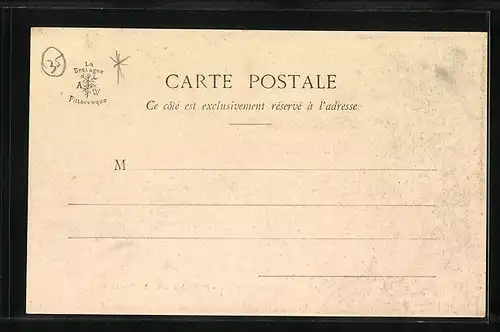 35
La
Bretagne
Pittoresque
CARTE POSTALE
Ce côté est exclusivement réservé à l'adresse
M